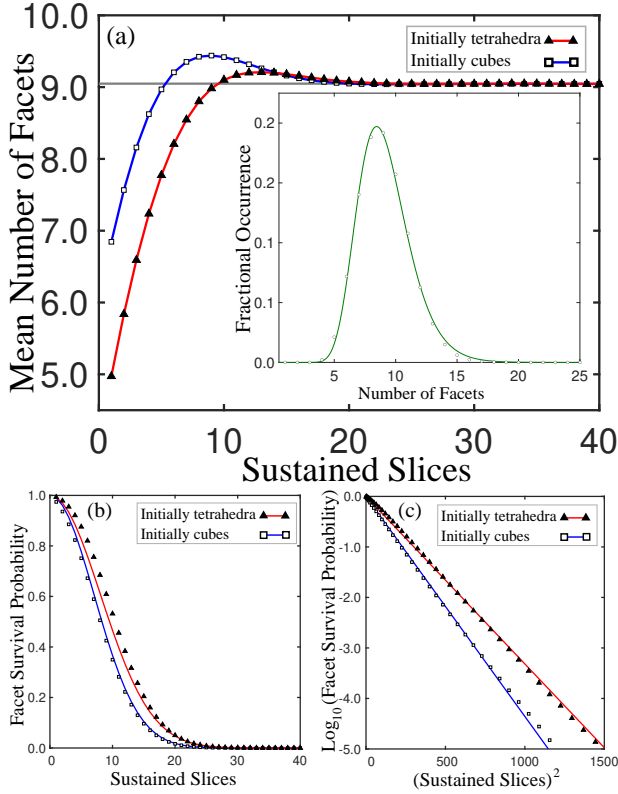 (a)
Initially tetrahedra
Initially cubes
Mean Number of Facets
10.0
9.0
8.0
7.0
6.0
5.0
0
10
20
30
40
Sustained Slices
Fractional Occurrence
0.2
0.2
0.1
0.1
0.0
5
10
15
20
25
Number of Facets
(b)
Initially tetrahedra
Initially cubes
Facet Survival Probability
1.0
0.8
0.6
0.4
0.2
0.0
0
10
20
30
40
Sustained Slices
(c)
Initially tetrahedra
Initially cubes
Log10(Facet Survival Probability)
0.0
-1.0
-2.0
-3.0
-4.0
-5.0
0
500
1000
1500
(Sustained Slices)2